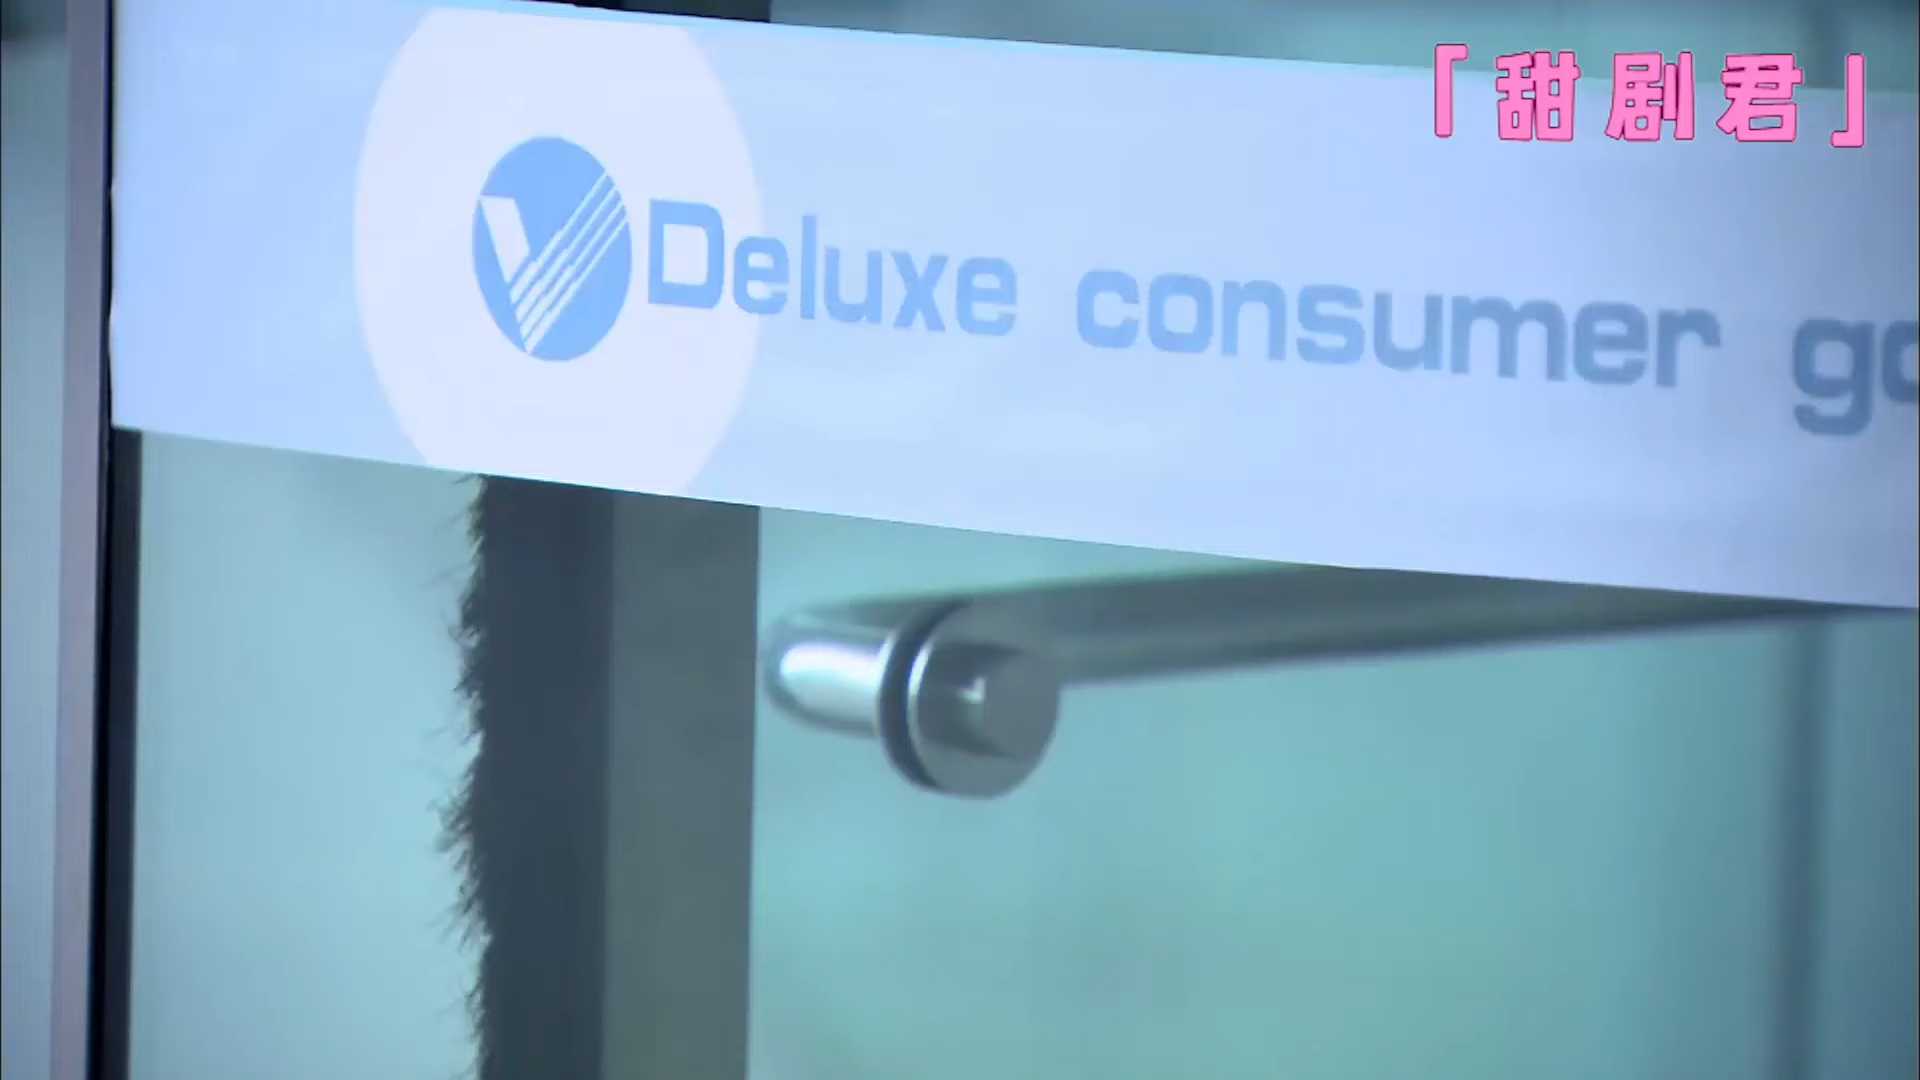 「甜剧君」
Deluxe consumer